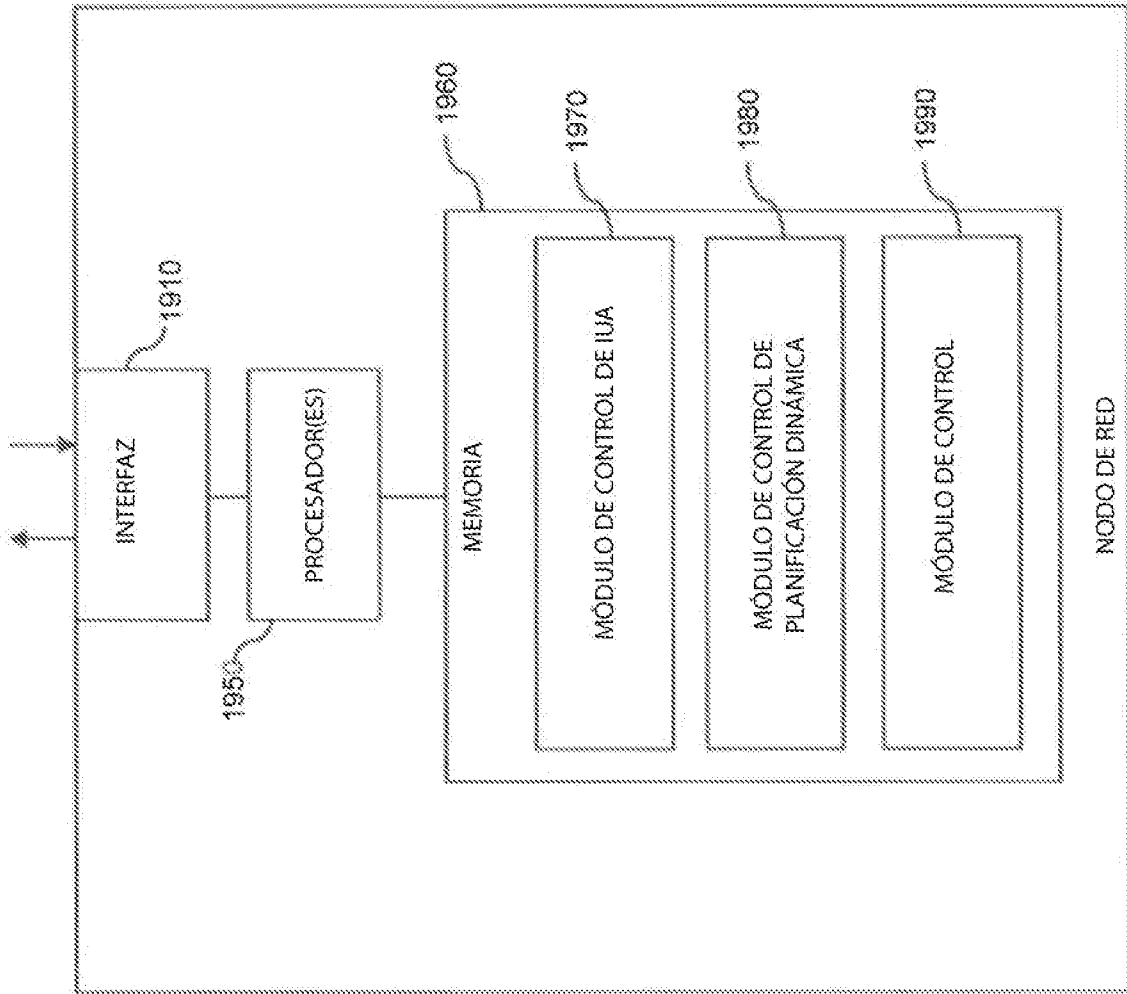 1910
INTERFAZ
PROCESADOR(ES)
1950
1960
MEMORIA
MÓDULO DE CONTROL DE IUA
1970
MÓDULO DE CONTROL DE
PLANIFICACIÓN DINÁMICA
1980
MÓDULO DE CONTROL
1990
NODO DE RED